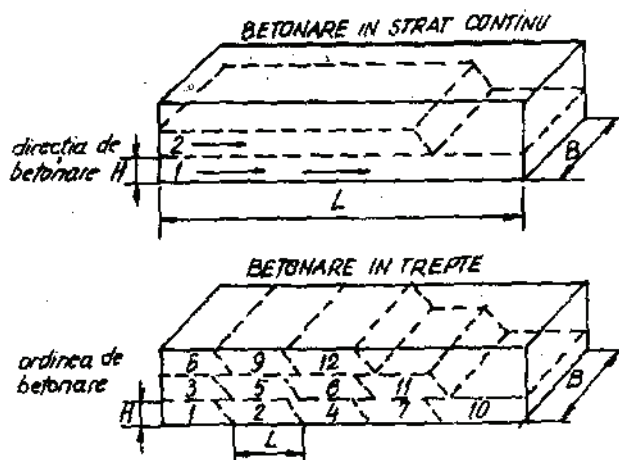 BETONARE IN STRAT CONTINU
2
direcția de
betonare H
1
B
L
BETONARE IN TREPTE
ordinea de
betonare
6 9 12
3 5 8 11
H 1 2 4 7 10
B
L